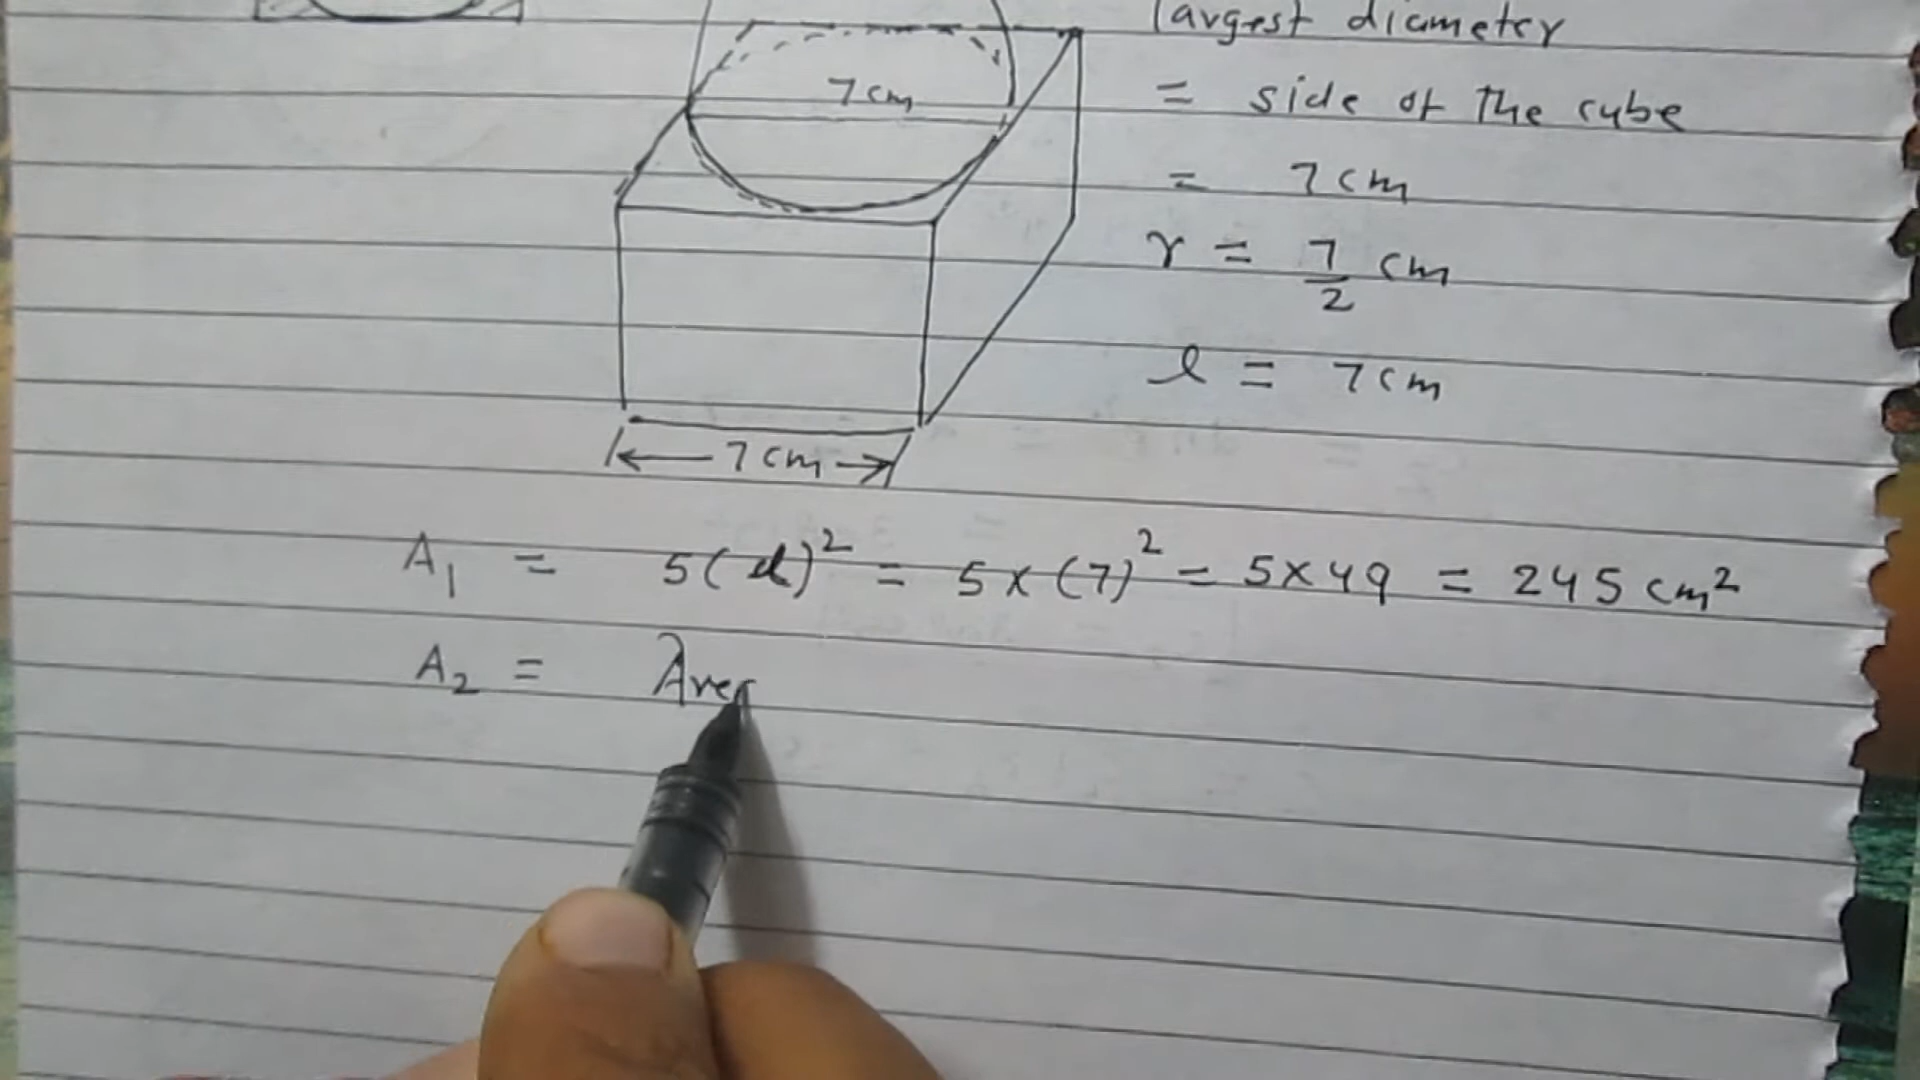 largest diameter
7cm
= side of the cube
= 7cm
r = 7/2 cm
l = 7cm
7cm
A₁ = 5(l)² = 5×(7)² = 5×49 = 245 cm²
A₂ = Area